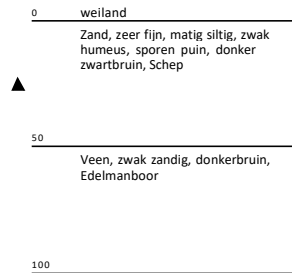 0 weiland
Zand, zeer fijn, matig siltig, zwak
humeus, sporen puin, donker
zwartbruin, Schep
50
Veen, zwak zandig, donkerbruin,
Edelmanboor
100